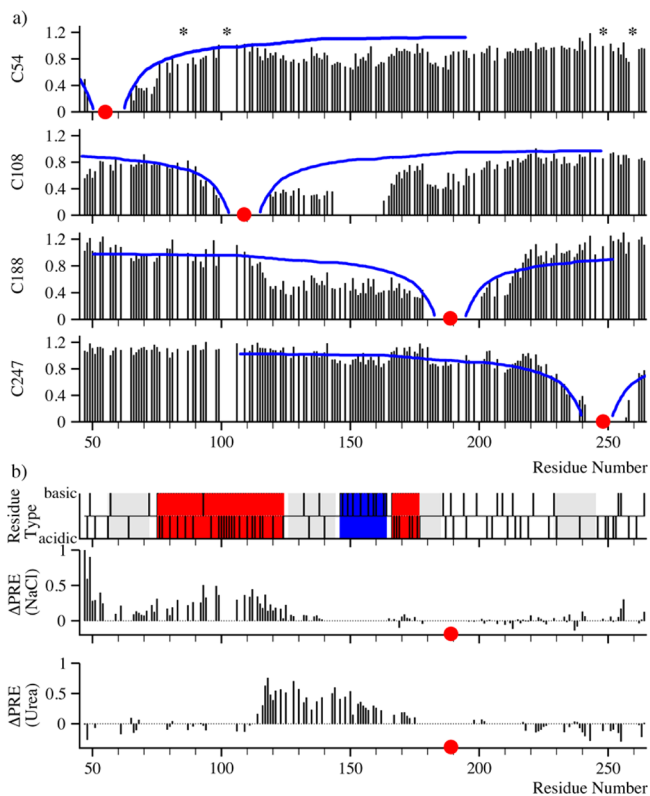 a)
* * * *
1.2
0.8
0.4
0
C54
1.2
0.8
0.4
0
C108
1.2
0.8
0.4
0
C188
1.2
0.8
0.4
0
C247
50 100 150 200 250
Residue Number
b)
basic
acidic
Residue
Type
1
0.5
0
ΔPRE
(NaCl)
1
0.5
0
ΔPRE
(Urea)
50 100 150 200 250
Residue Number